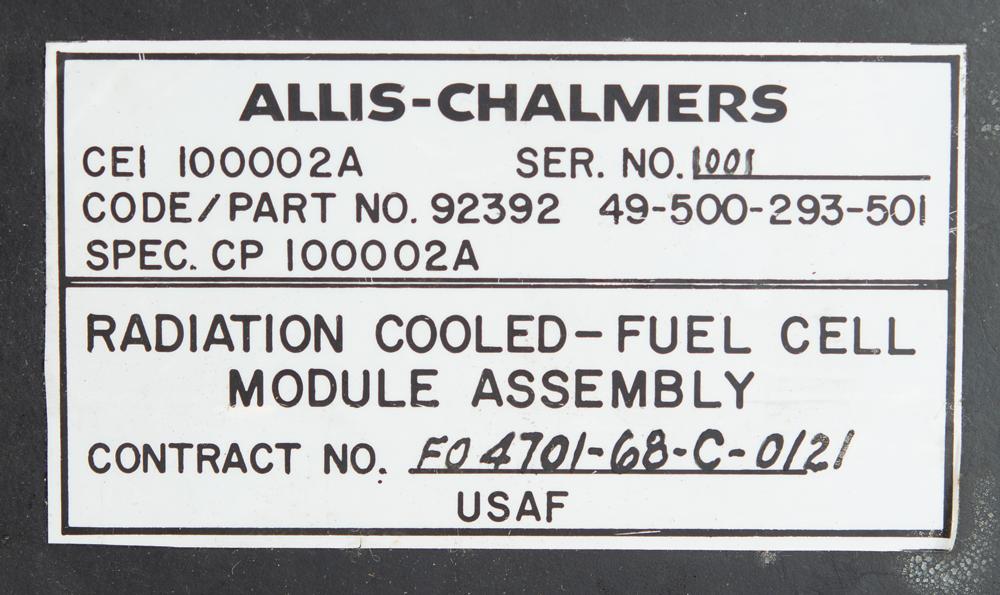 ALLIS-CHALMERS
CEI 100002A SER. NO. 1001
CODE/PART NO. 92392 49-500-293-501
SPEC. CP 100002A
RADIATION COOLED-FUEL CELL
MODULE ASSEMBLY
CONTRACT NO. FO4701-68-C-0121
USAF